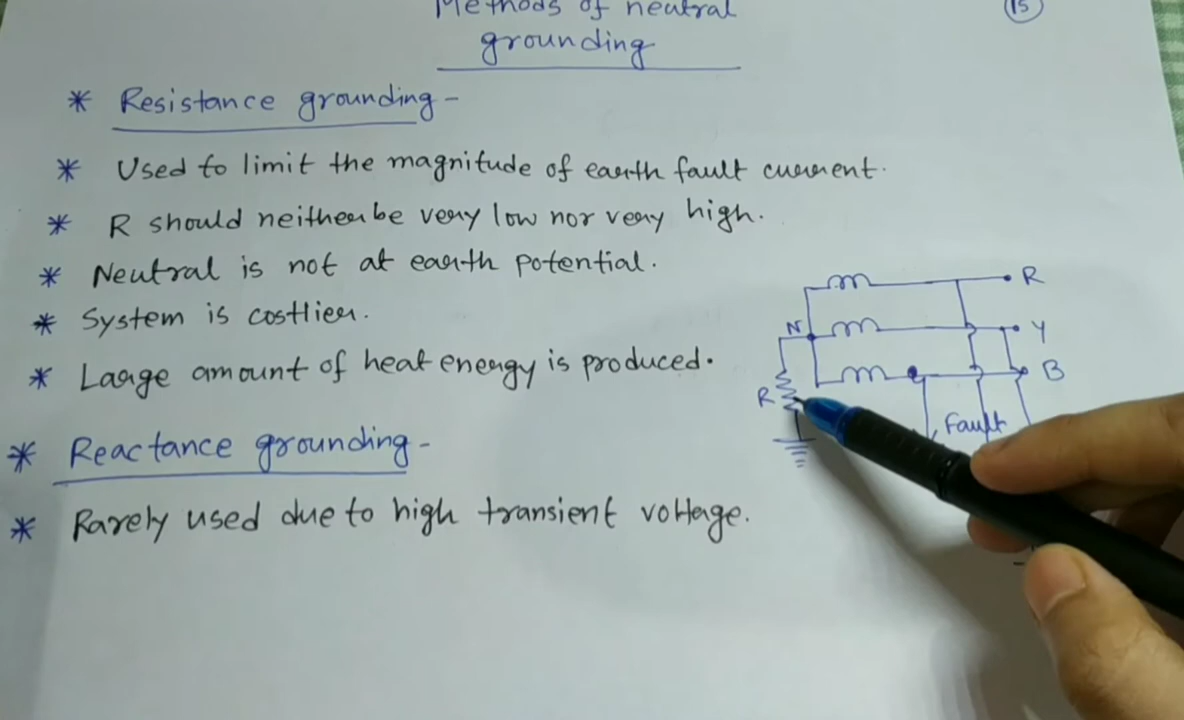 Methods of neutral
grounding
15
* Resistance grounding -
* Used to limit the magnitude of earth fault current.
* R should neither be very low nor very high.
* Neutral is not at earth potential.
* System is costlier.
* Large amount of heat energy is produced.
R
N
Y
B
R
Fault
* Reactance grounding -
* Rarely used due to high transient voltage.